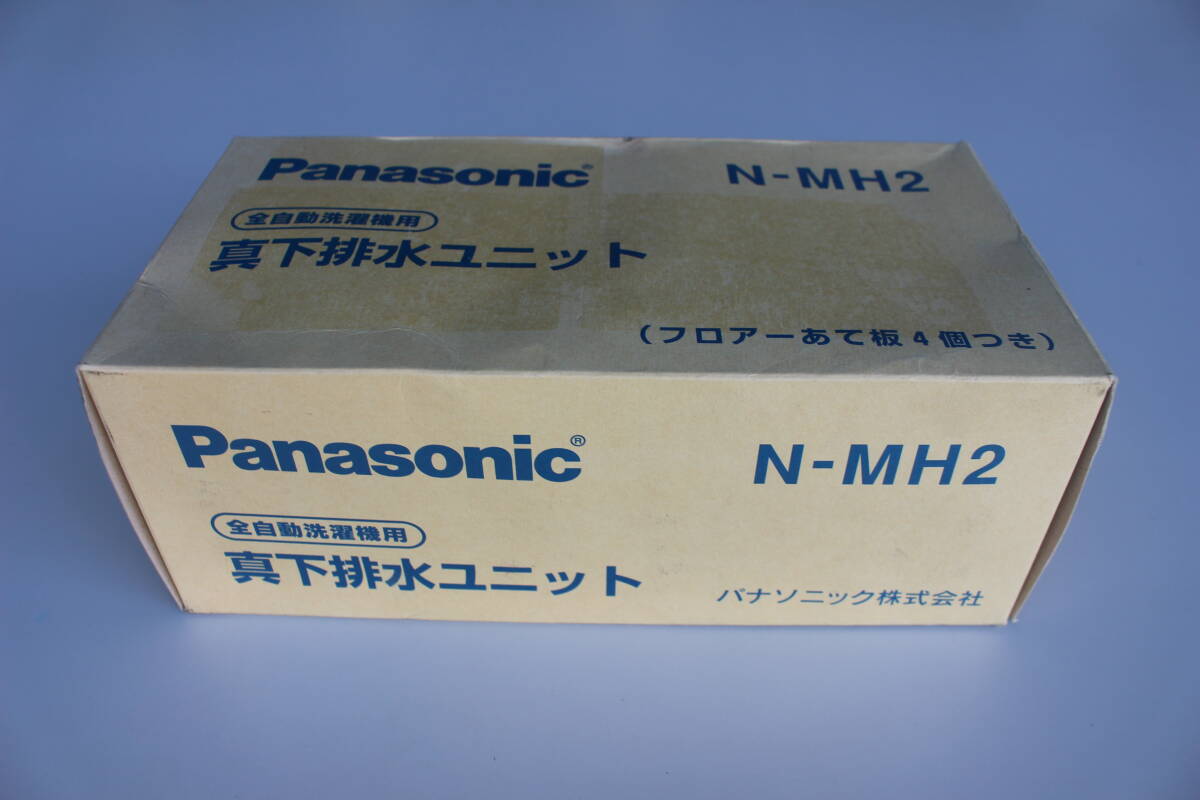 Panasonic® N-MH2
全自動洗濯機用
真下排水ユニット
(フロアーあて板4個つき)
Panasonic® N-MH2
全自動洗濯機用
真下排水ユニット
パナソニック株式会社